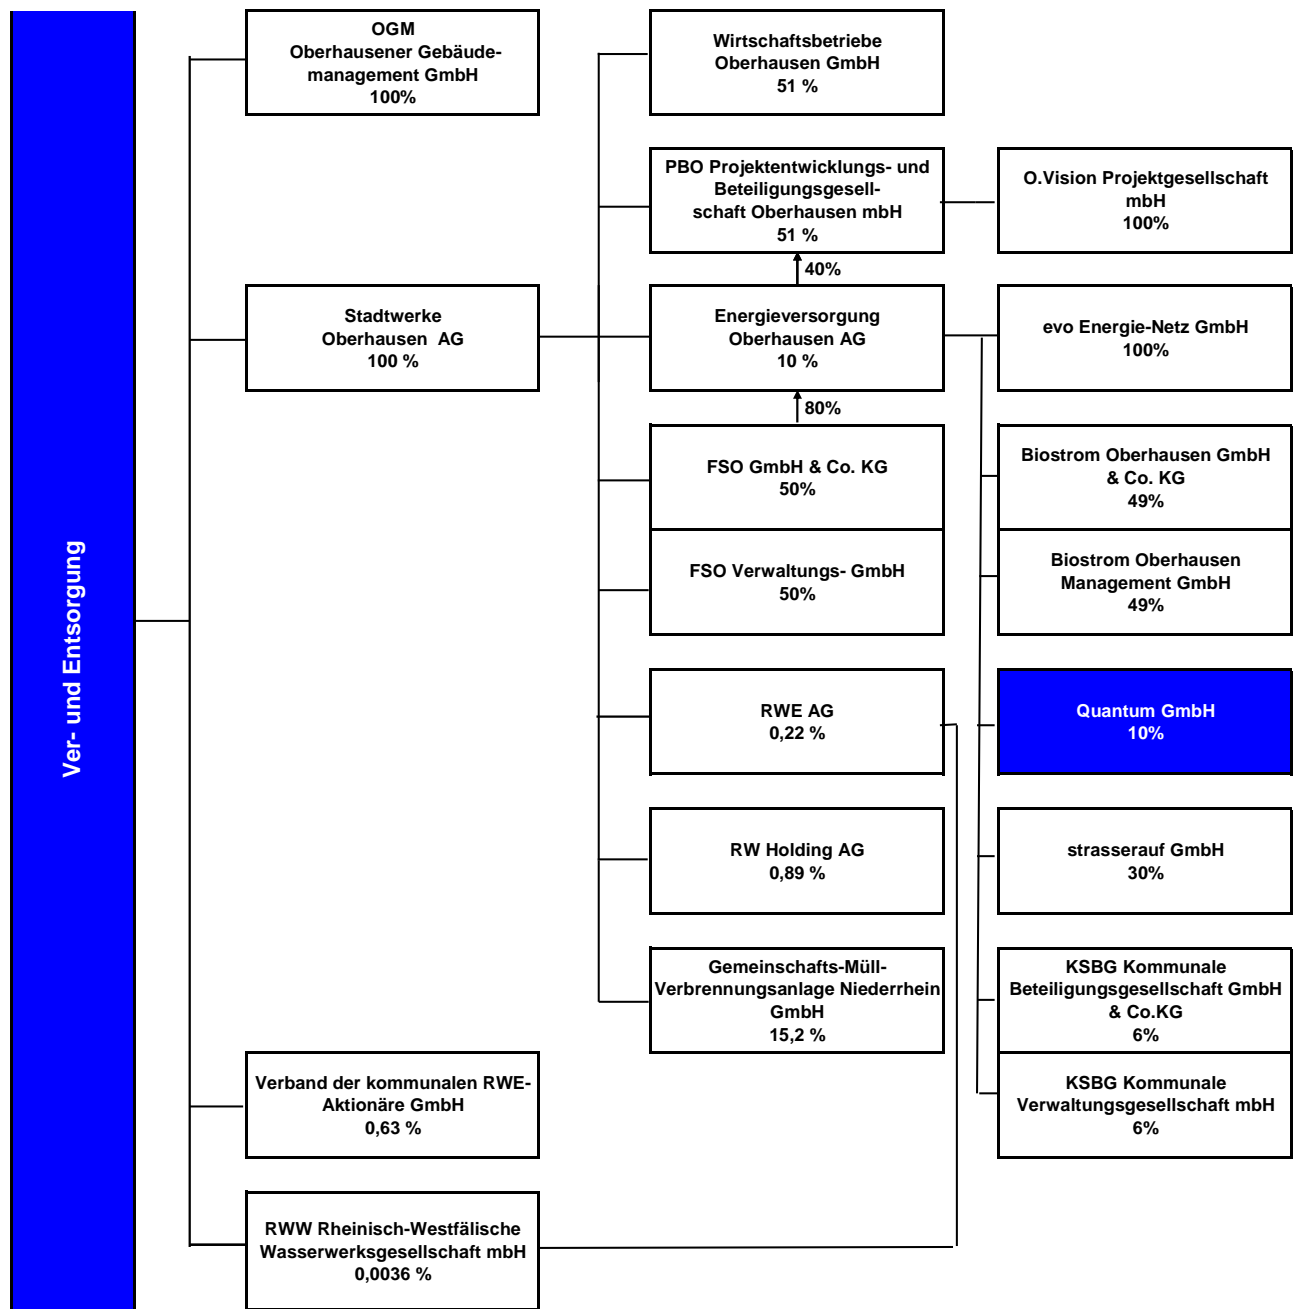 Ver- und Entsorgung
OGM
Oberhausener Gebäude-
management GmbH
100%
Stadtwerke
Oberhausen AG
100 %
Verband der kommunalen RWE-
Aktionäre GmbH
0,63 %
RWW Rheinisch-Westfälische
Wasserwerksgesellschaft mbH
0,0036 %
Wirtschaftsbetriebe
Oberhausen GmbH
51 %
PBO Projektentwicklungs- und
Beteiligungsgesell-
schaft Oberhausen mbH
51 %
40%
Energieversorgung
Oberhausen AG
10 %
80%
FSO GmbH & Co. KG
50%
FSO Verwaltungs- GmbH
50%
RWE AG
0,22 %
RW Holding AG
0,89 %
Gemeinschafts-Müll-
Verbrennungsanlage Niederrhein
GmbH
15,2 %
O.Vision Projektgesellschaft
mbH
100%
evo Energie-Netz GmbH
100%
Biostrom Oberhausen GmbH
& Co. KG
49%
Biostrom Oberhausen
Management GmbH
49%
Quantum GmbH
10%
strasserauf GmbH
30%
KSBG Kommunale
Beteiligungsgesellschaft GmbH
& Co.KG
6%
KSBG Kommunale
Verwaltungsgesellschaft mbH
6%